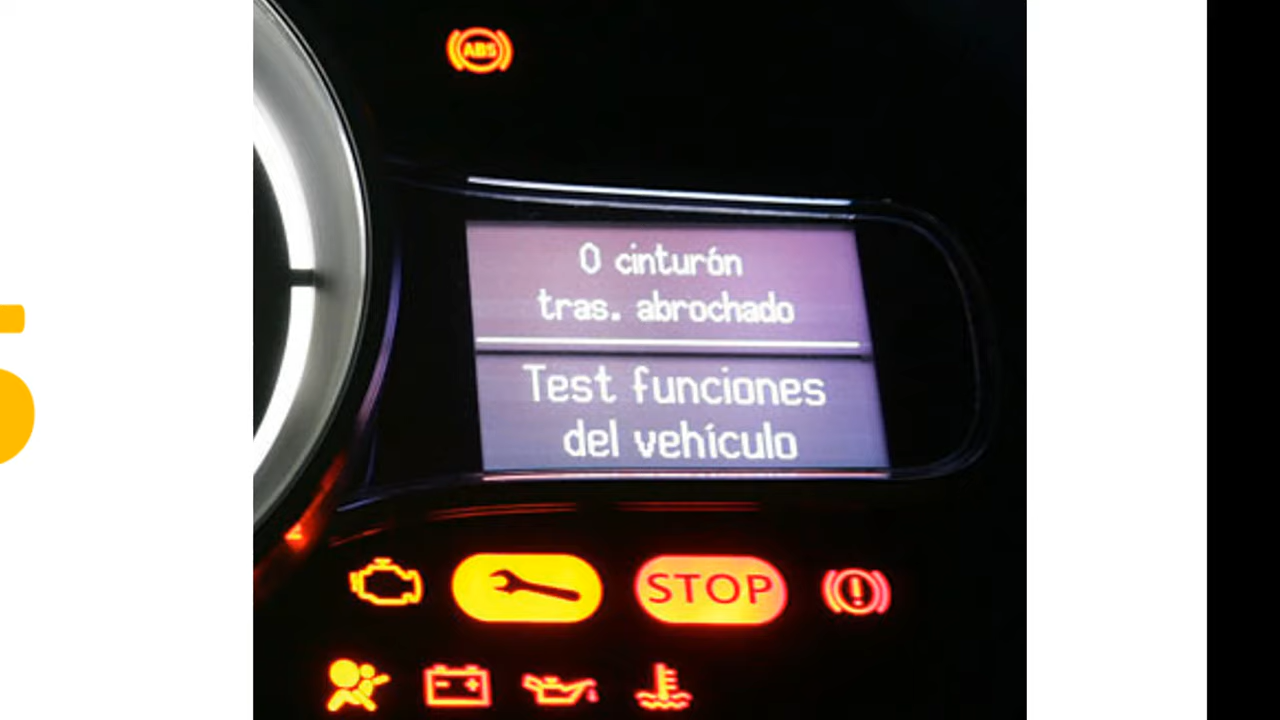 ABS
0 cinturón
tras. abrochado
Test funciones
del vehículo
STOP